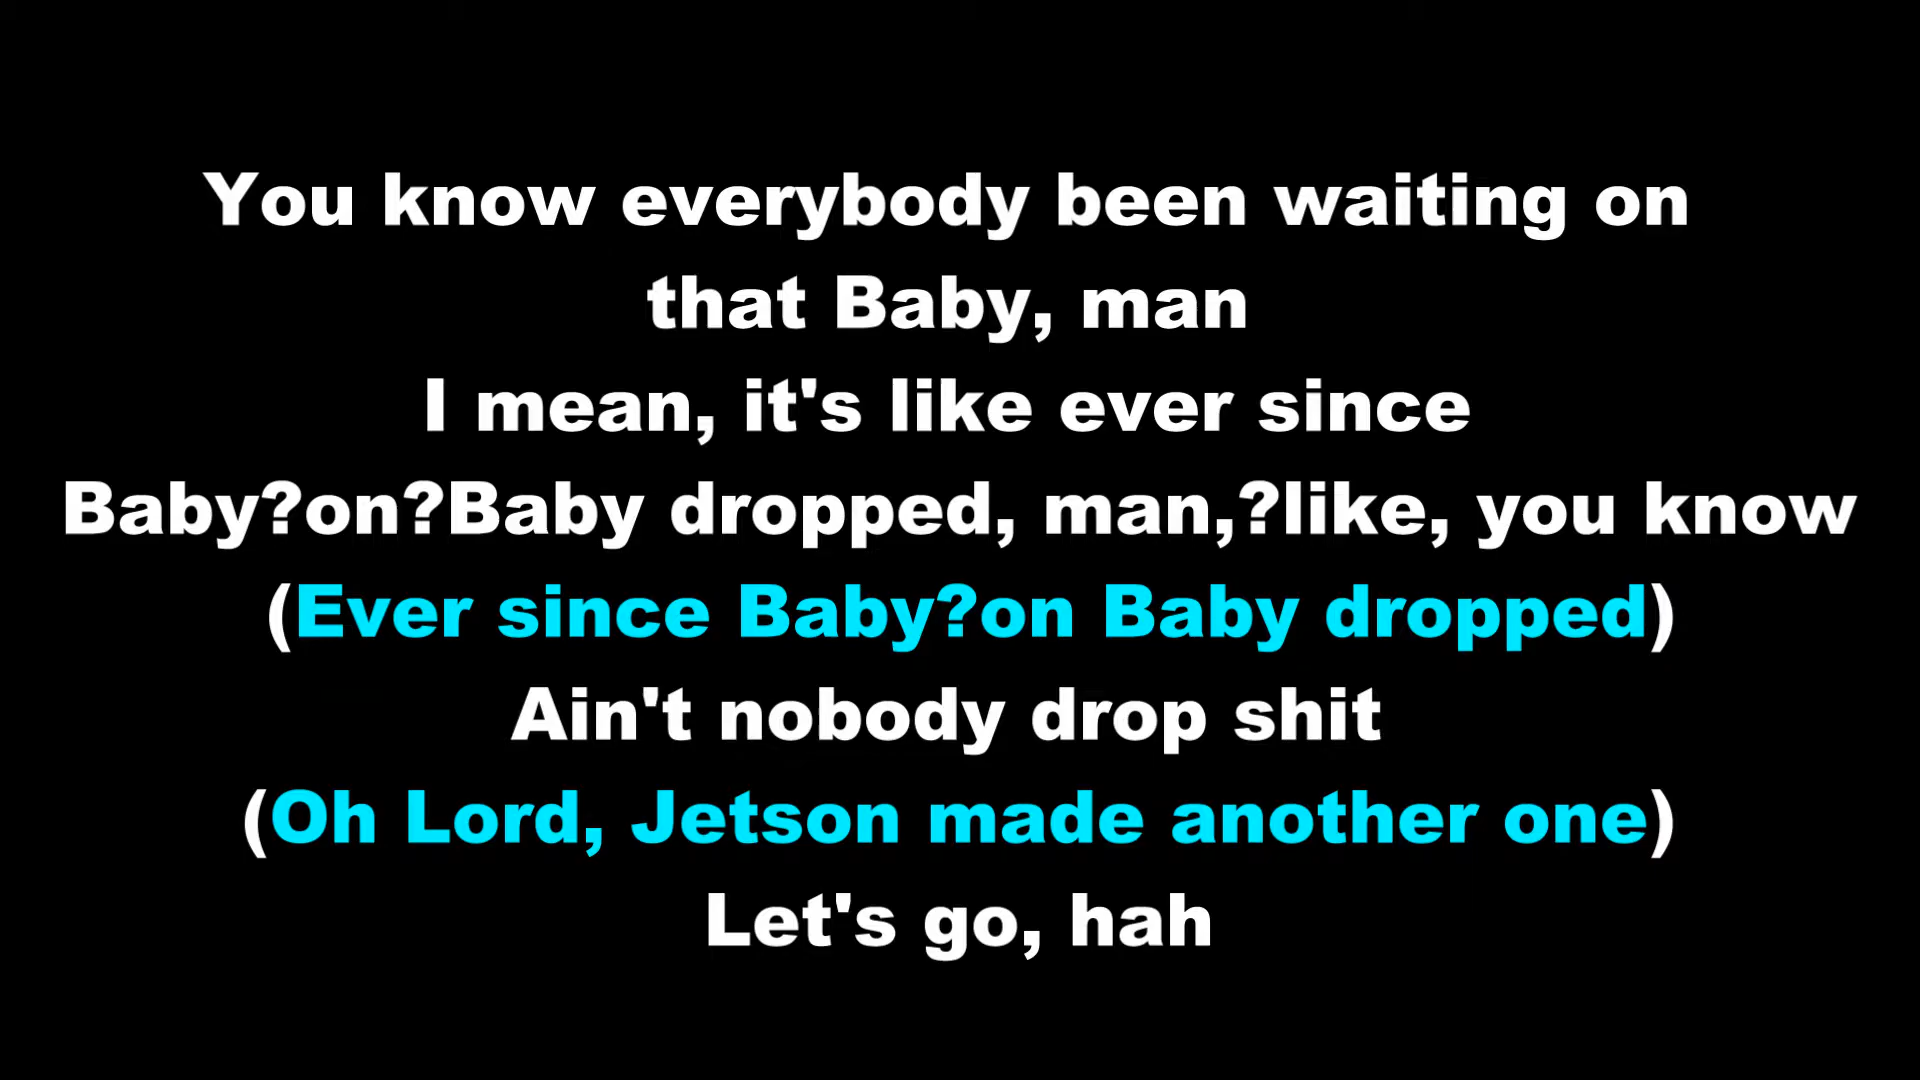 You know everybody been waiting on
that Baby, man
I mean, it's like ever since
Baby?on?Baby dropped, man,?like, you know
(Ever since Baby?on Baby dropped)
Ain't nobody drop shit
(Oh Lord, Jetson made another one)
Let's go, hah